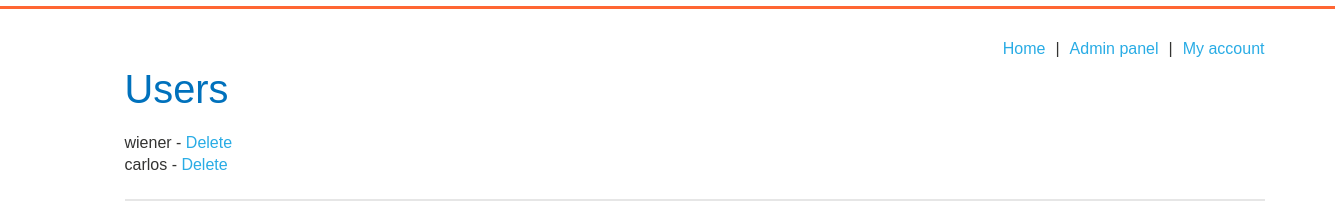 Home | Admin panel | My account
Users
wiener - Delete
carlos - Delete